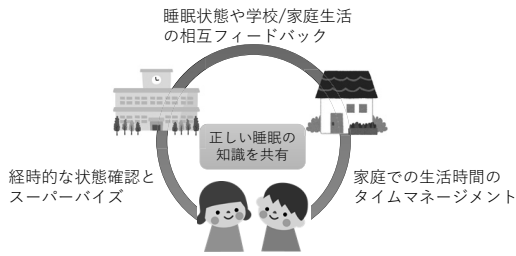 睡眠状態や学校/家庭生活
の相互フィードバック
正しい睡眠の
知識を共有
経時的な状態確認と
スーパーバイズ
家庭での生活時間の
タイムマネージメント